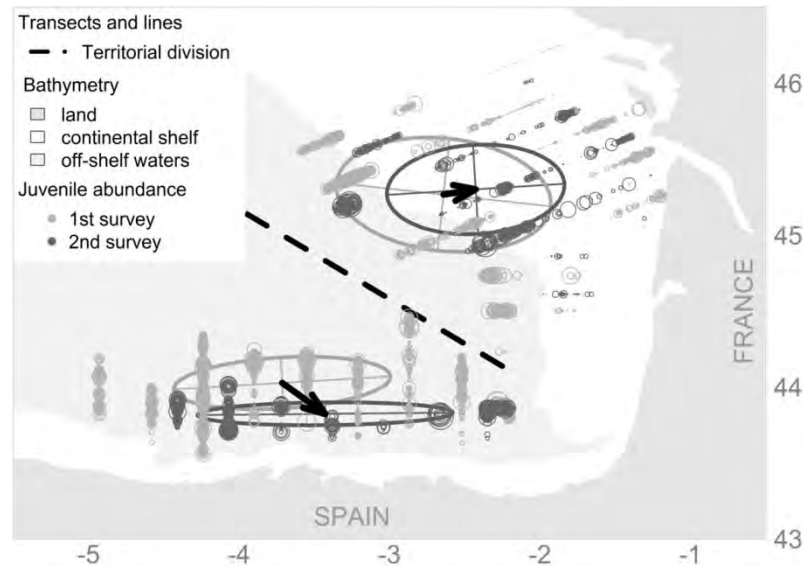 Transects and lines
Territorial division
Bathymetry
land
continental shelf
off-shelf waters
Juvenile abundance
1st survey
2nd survey
46
45
44
43
FRANCE
SPAIN
-5 -4 -3 -2 -1